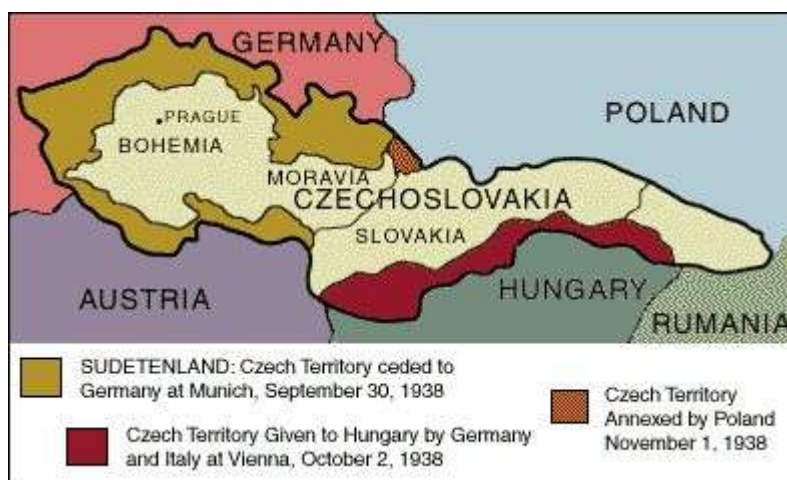 GERMANY
POLAND
PRAGUE
BOHEMIA
MORAVIA
CZECHOSLOVAKIA
SLOVAKIA
AUSTRIA
HUNGARY
RUMANIA
SUDETENLAND: Czech Territory ceded to
Germany at Munich, September 30, 1938
Czech Territory
Annexed by Poland
November 1, 1938
Czech Territory Given to Hungary by Germany
and Italy at Vienna, October 2, 1938